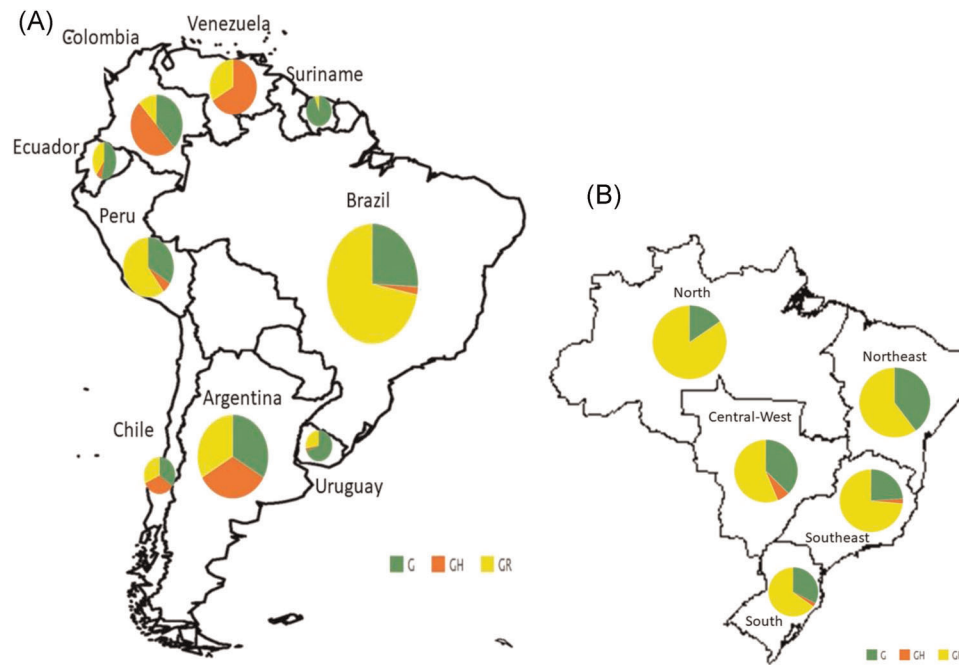 (A)
Venezuela
Colombia
Suriname
Ecuador
Peru
Brazil
Argentina
Chile
Uruguay
G GH GR
(B)
North
Northeast
Central-West
Southeast
South
G GH